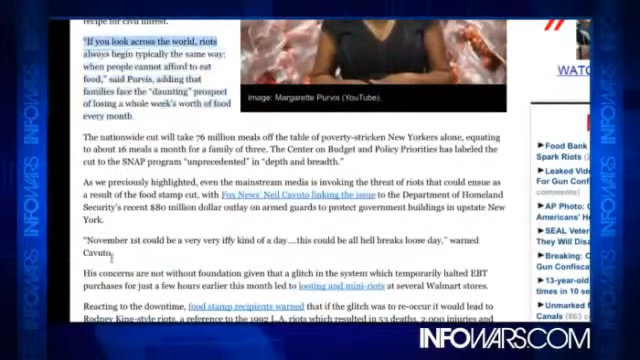 recipe for civil unrest.
"If you look across the world, riots
always begin typically the same way:
when people cannot afford to eat
food," said Purvis, adding that
families face the "daunting" prospect
of losing a whole week's worth of food
every month.
Image: Margarette Purvis (YouTube).
The nationwide cut will take 76 million meals off the table of poverty-stricken New Yorkers alone, equating
to about 16 meals a month for a family of three. The Center on Budget and Policy Priorities has labeled the
cut to the SNAP program "unprecedented" in "depth and breadth."
As we previously highlighted, even the mainstream media is invoking the threat of riots that could ensue as
a result of the food stamp cut, with Fox News' Neil Cavuto linking the issue to the Department of Homeland
Security's recent $80 million dollar outlay on armed guards to protect government buildings in upstate New
York.
"November 1st could be a very very iffy kind of a day....this could be all hell breaks loose day," warned
Cavuto.
His concerns are not without foundation given that a glitch in the system which temporarily halted EBT
purchases for just a few hours earlier this month led to looting and mini-riots at several Walmart stores.
Reacting to the downtime, food stamp recipients warned that if the glitch was to re-occur it would lead to
Rodney King-style riots, a reference to the 1992 L.A. riots which resulted in 53 deaths, 2,000 injuries and
WATC
Food Bank
Spark Riots (2
Leaked Vid
For Gun Conf
comments)
AP Photo:
Americans' H
SEAL Vete
They Will Disa
Breaking:
Gun Confisca
13-year-old
times in 10 se
Unmarked
Canals (863 c
INFOWARS
INFOWARS
INFOWARS
INFOWARS
INFOWARS.COM